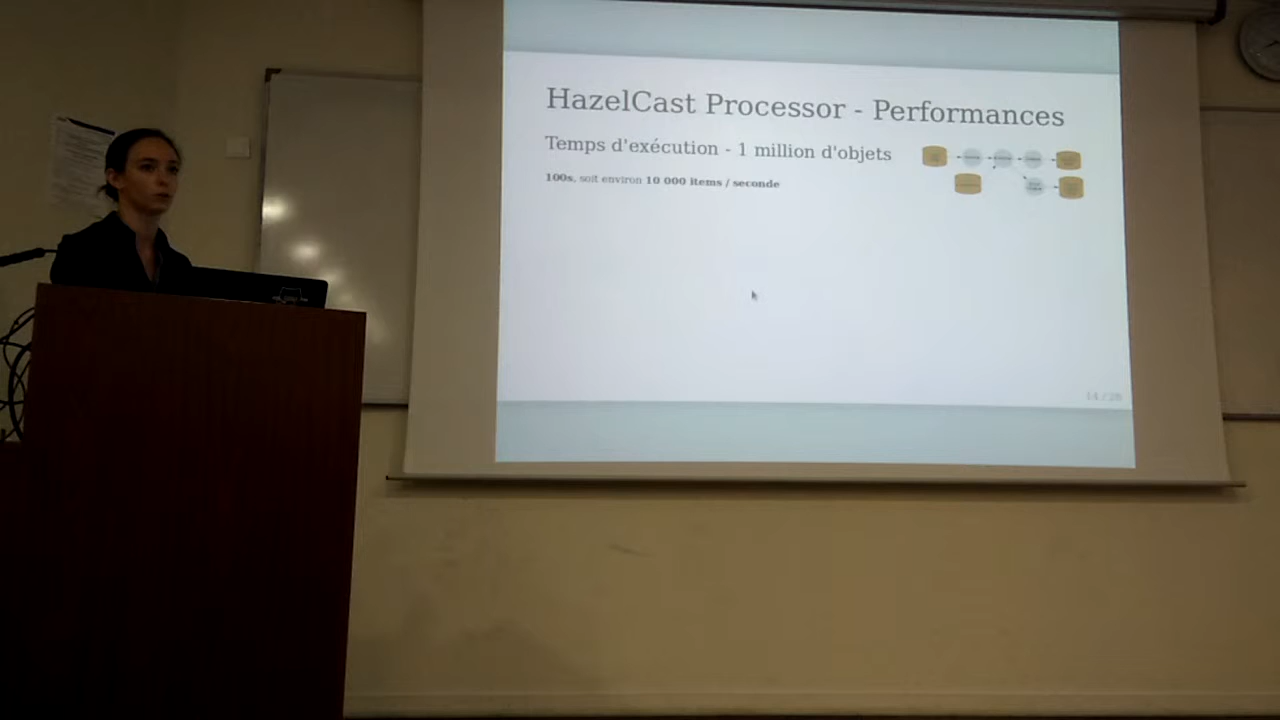 HazelCast Processor - Performances
Temps d'exécution - 1 million d'objets
100s, soit environ 10 000 items / seconde